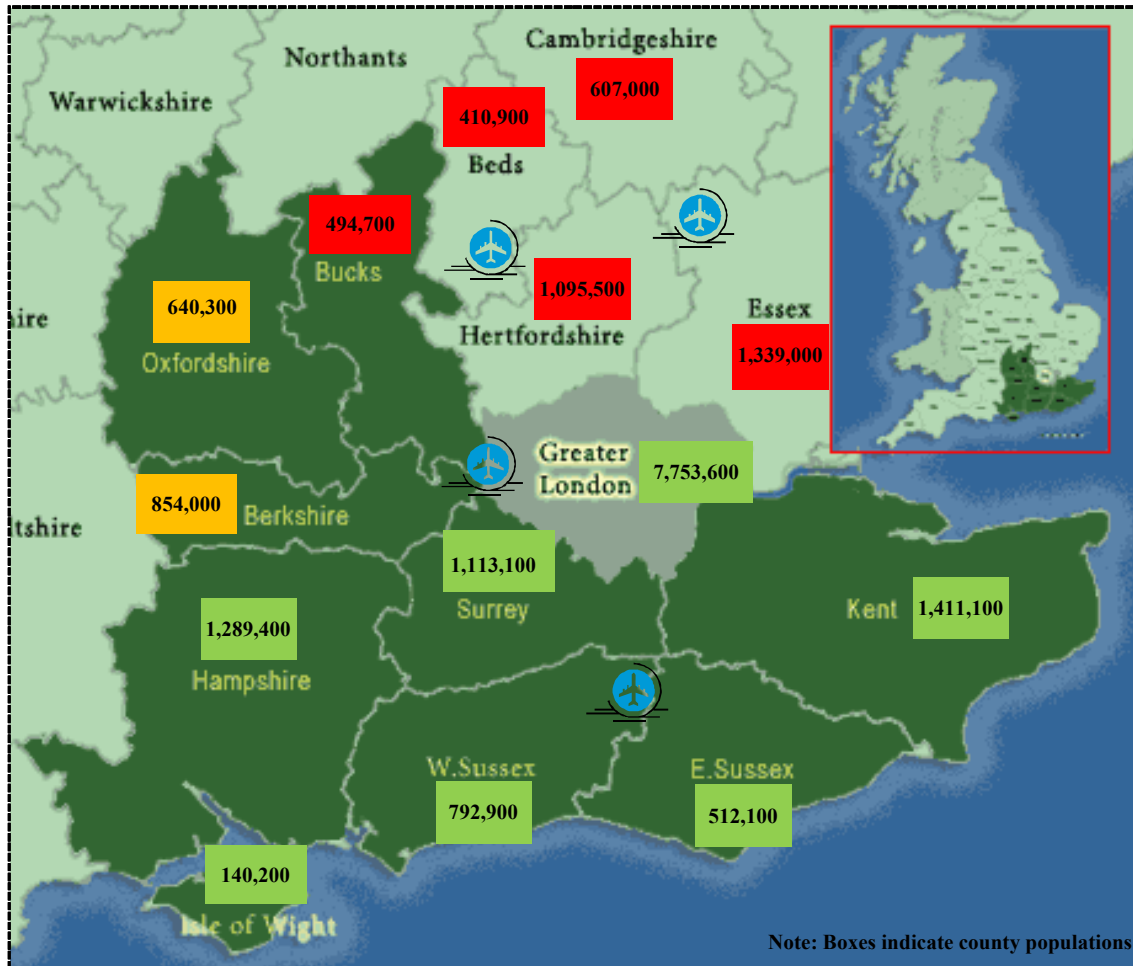 Cambridgeshire
Northants
607,000
Warwickshire
410,900
Beds
494,700
Bucks
1,095,500
640,300
Essex
ire
Hertfordshire
1,339,000
Oxfordshire
Greater
London
7,753,600
854,000
Berkshire
tshire
1,113,100
Surrey
Kent
1,411,100
1,289,400
Hampshire
W.Sussex
E.Sussex
792,900
512,100
140,200
Isle of Wight
Note: Boxes indicate county populations